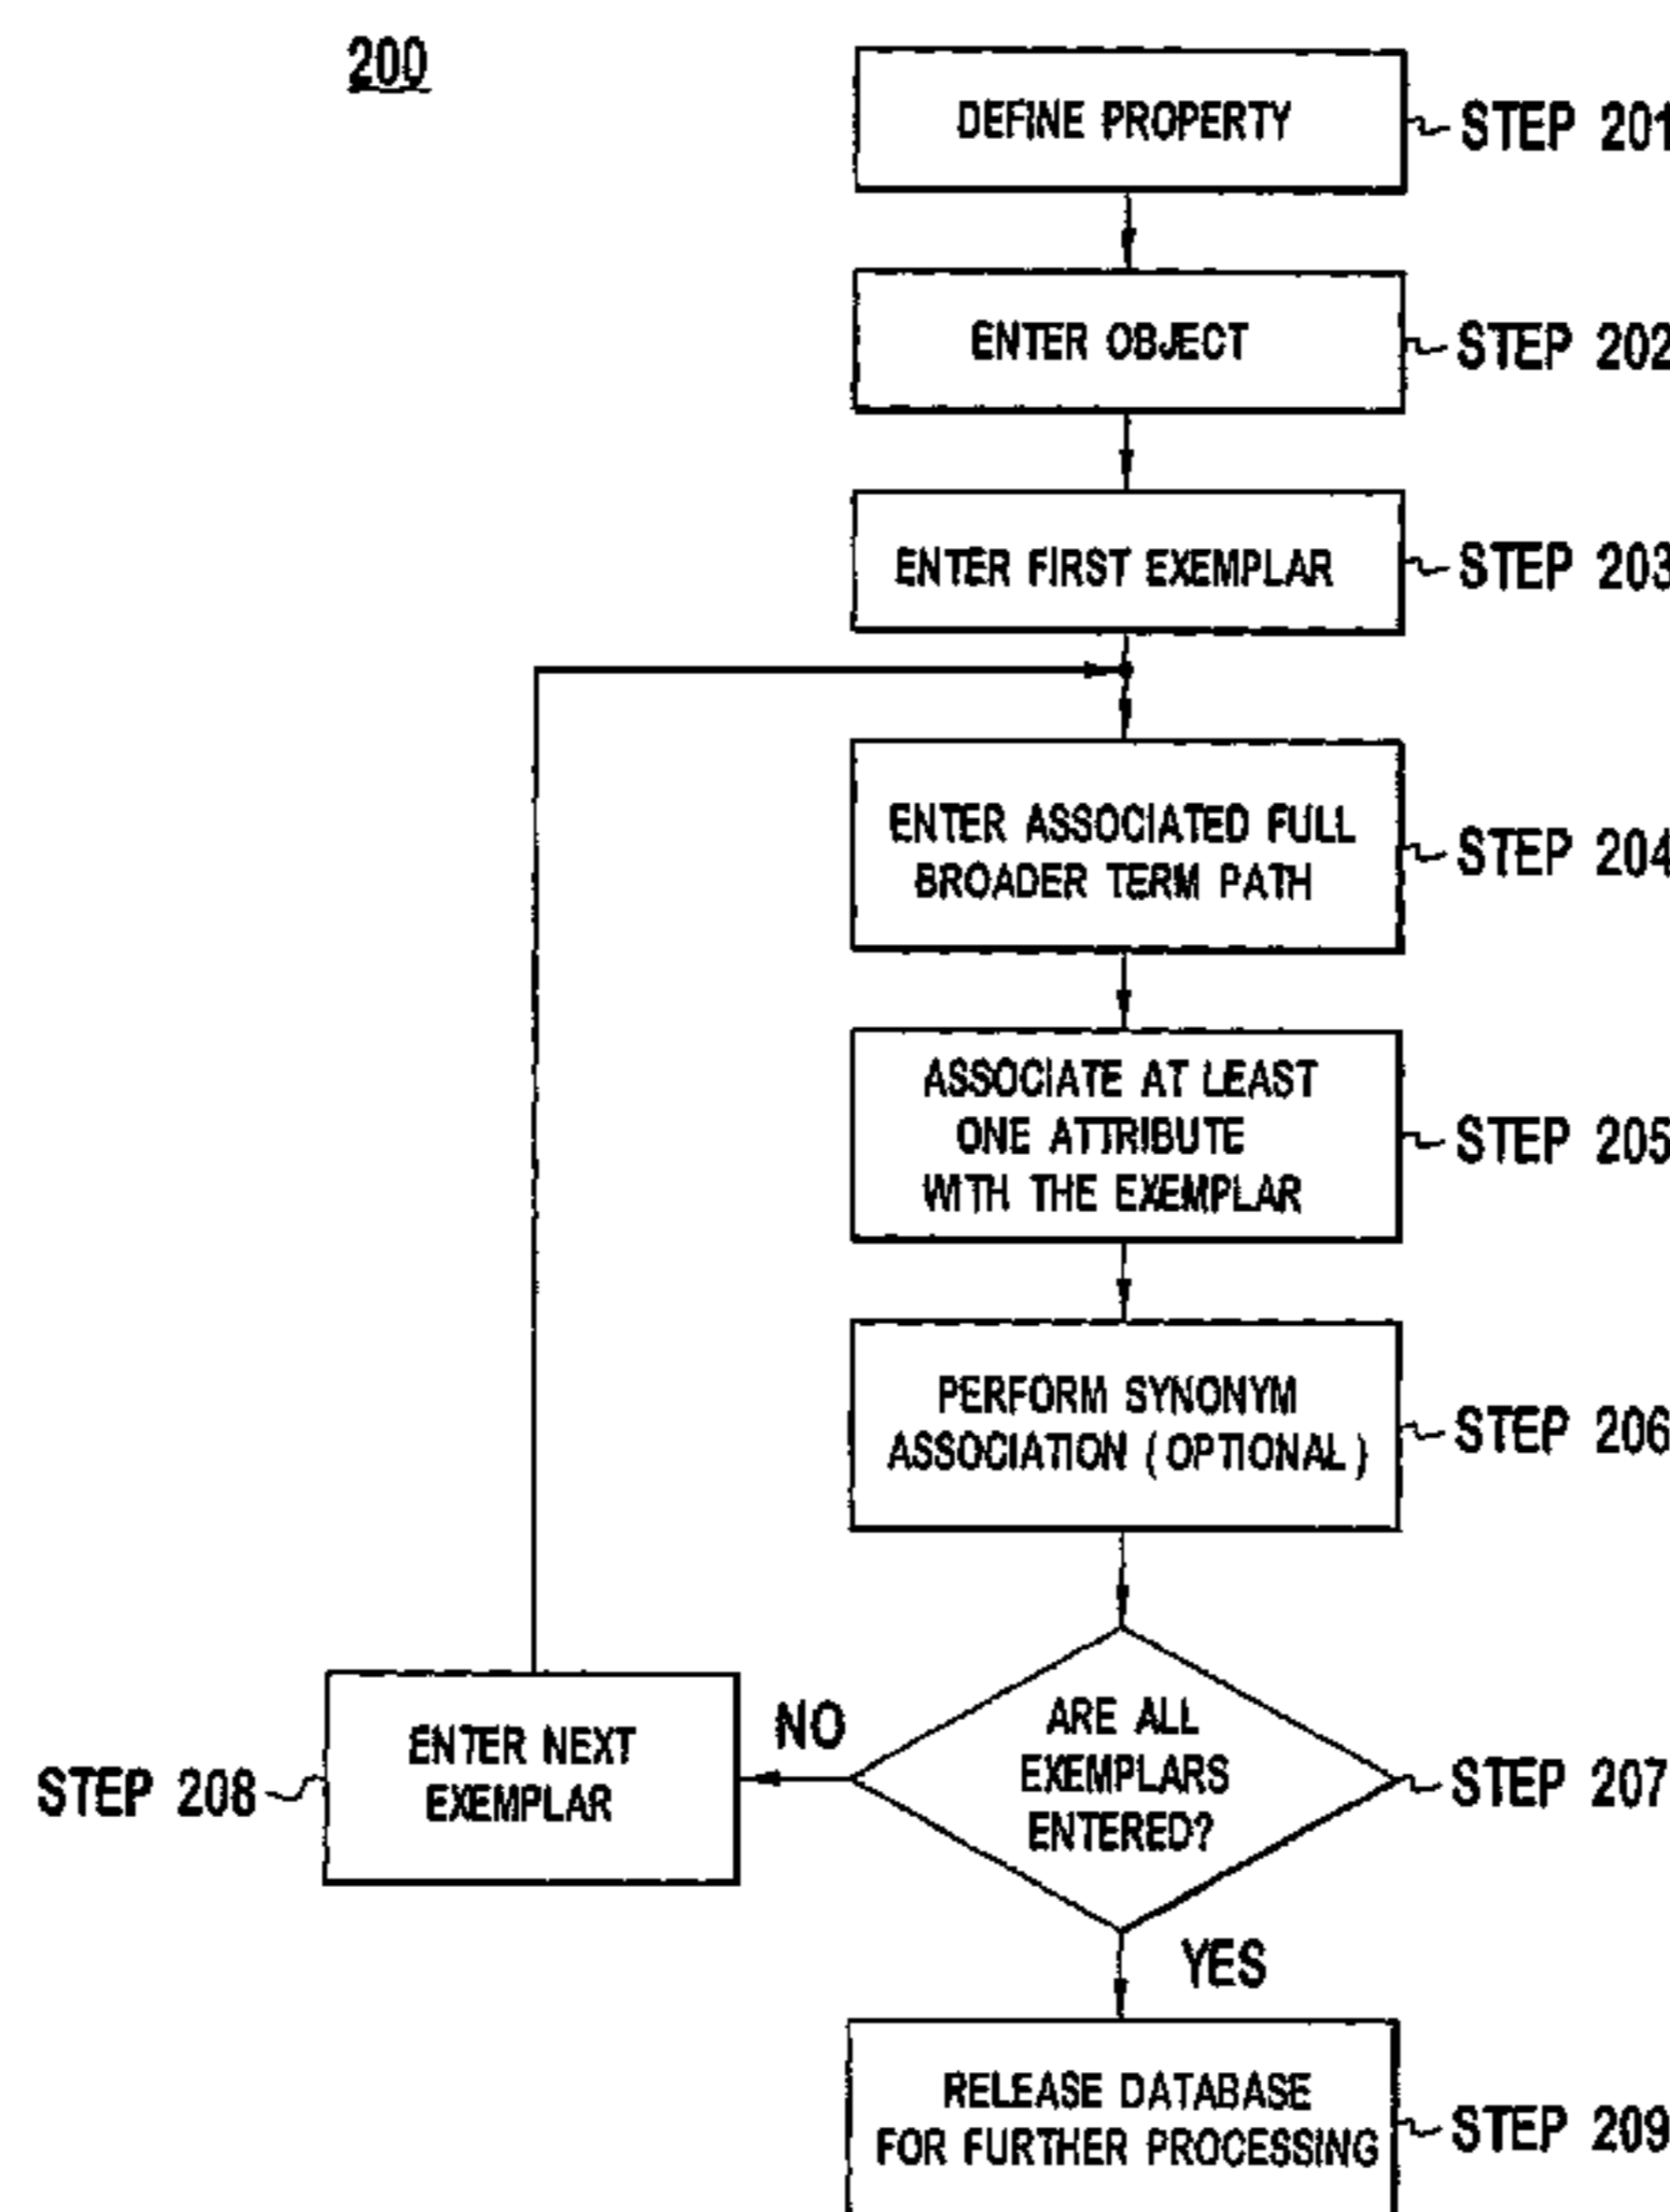 200
DEFINE PROPERTY
STEP 201
ENTER OBJECT
STEP 202
ENTER FIRST EXEMPLAR
STEP 203
ENTER ASSOCIATED FULL
BROADER TERM PATH
STEP 204
ASSOCIATE AT LEAST
ONE ATTRIBUTE
WITH THE EXEMPLAR
STEP 205
PERFORM SYNONYM
ASSOCIATION (OPTIONAL)
STEP 206
ARE ALL
EXEMPLARS
ENTERED?
STEP 207
NO
ENTER NEXT
EXEMPLAR
STEP 208
YES
RELEASE DATABASE
FOR FURTHER PROCESSING
STEP 209